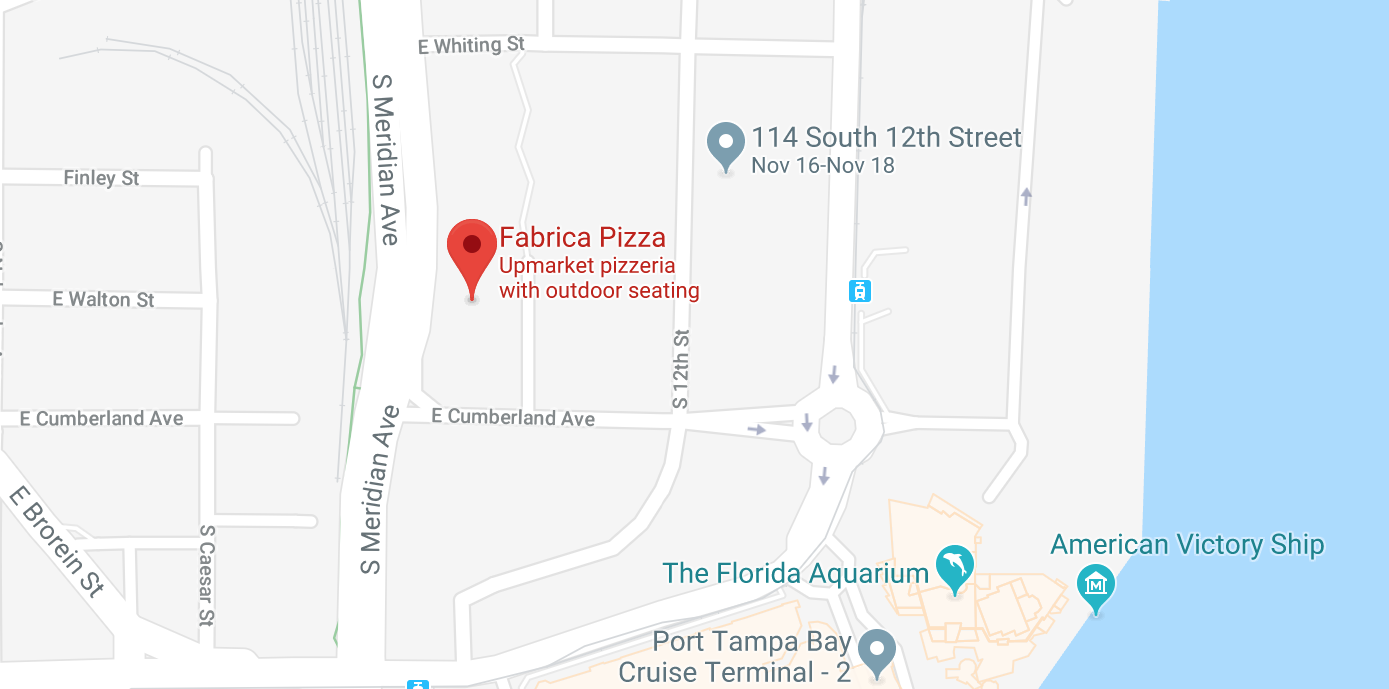 E Whiting St
S Meridian Ave
114 South 12th Street
Nov 16-Nov 18
Finley St
Fabrica Pizza
Upmarket pizzeria
with outdoor seating
E Walton St
S 12th St
E Cumberland Ave
E Cumberland Ave
S Meridian Ave
E Brorein St
S Caesar St
American Victory Ship
The Florida Aquarium
Port Tampa Bay
Cruise Terminal - 2